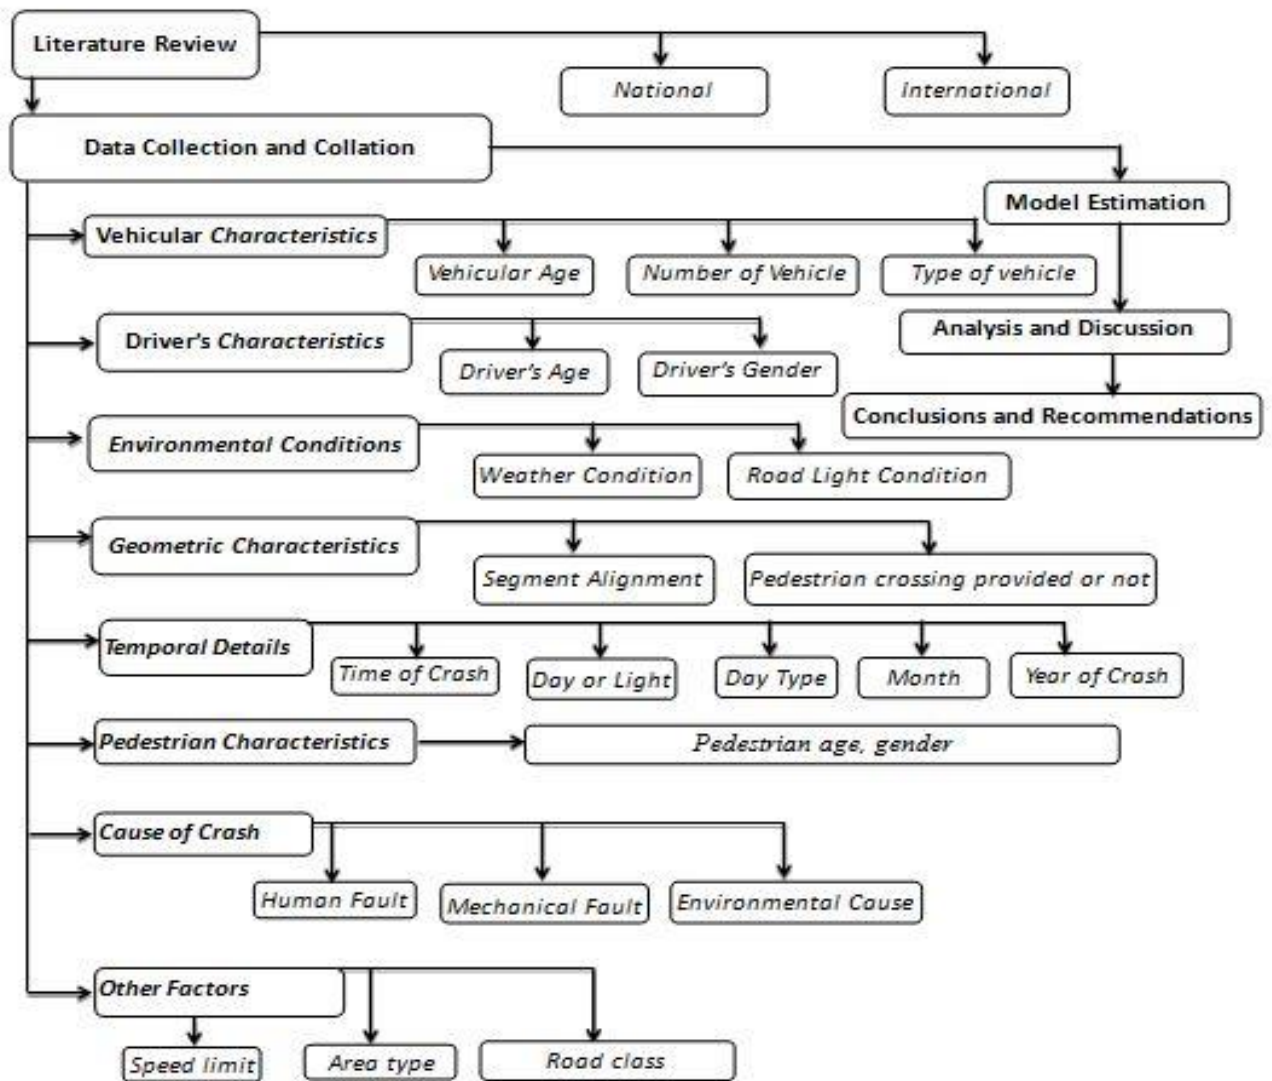 Literature Review
National
International
Data Collection and Collation
Model Estimation
Vehicular Characteristics
Vehicular Age
Number of Vehicle
Type of vehicle
Analysis and Discussion
Driver's Characteristics
Driver's Age
Driver's Gender
Conclusions and Recommendations
Environmental Conditions
Weather Condition
Road Light Condition
Geometric Characteristics
Segment Alignment
Pedestrian crossing provided or not
Temporal Details
Time of Crash
Day or Light
Day Type
Month
Year of Crash
Pedestrian Characteristics
Pedestrian age, gender
Cause of Crash
Human Fault
Mechanical Fault
Environmental Cause
Other Factors
Speed limit
Area type
Road class